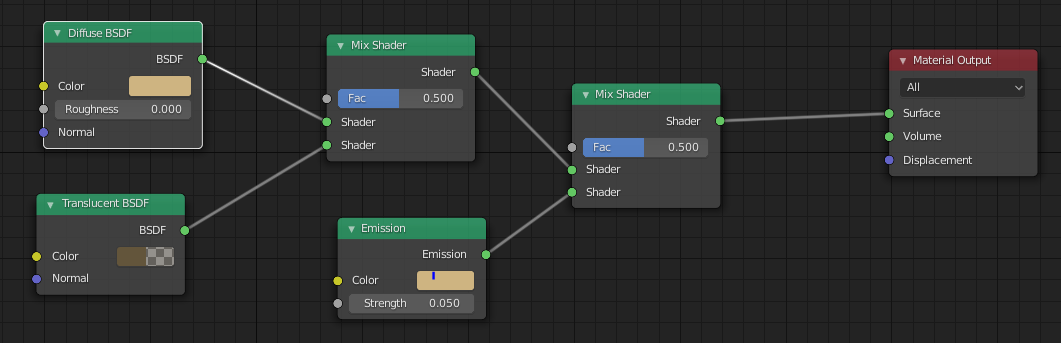 Diffuse BSDF
BSDF
Color
Roughness 0.000
Normal
Translucent BSDF
BSDF
Color
Normal
Mix Shader
Shader
Fac 0.500
Shader
Shader
Emission
Emission
Color
Strength 0.050
Mix Shader
Shader
Fac 0.500
Shader
Shader
Material Output
All
Surface
Volume
Displacement